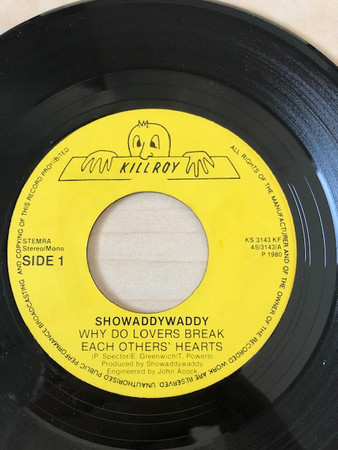 KILLROY
STEMRA
Stereo/Mono
SIDE 1
KS 3143 KF
45/3143/A
P 1980
SHOWADDYWADDY
WHY DO LOVERS BREAK
EACH OTHERS' HEARTS
(P. Spector/E. Greenwich/T. Powers)
Produced by Showaddywaddy
Engineered by John Acock
ALL RIGHTS OF THE MANUFACTURER AND OF THE OWNER OF THE RECORDED WORK ARE RESERVED. UNAUTHORISED PUBLIC PERFORMANCE BROADCASTING AND COPYING OF THIS RECORD PROHIBITED